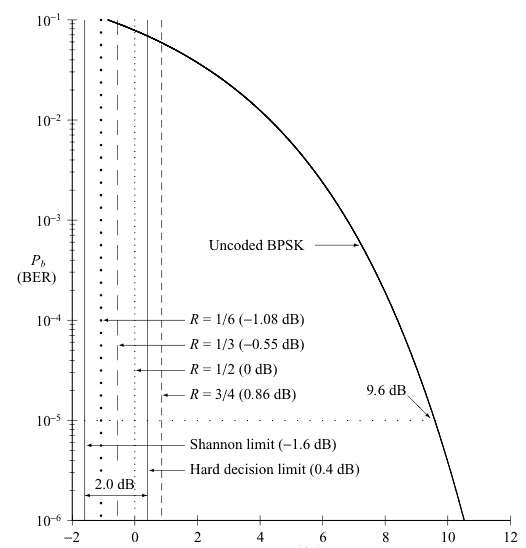 10⁻¹
10⁻²
10⁻³
Uncoded BPSK
P_b
(BER)
10⁻⁴
R = 1/6 (−1.08 dB)
R = 1/3 (−0.55 dB)
R = 1/2 (0 dB)
R = 3/4 (0.86 dB)
9.6 dB
10⁻⁵
Shannon limit (−1.6 dB)
Hard decision limit (0.4 dB)
2.0 dB
10⁻⁶
−2 0 2 4 6 8 10 12